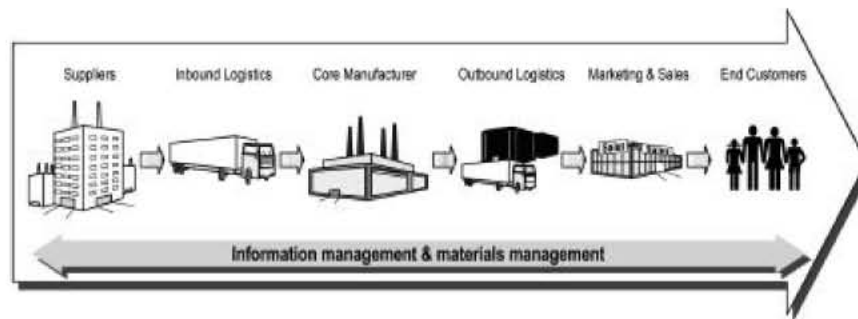 Suppliers
Inbound Logistics
Core Manufacturer
Outbound Logistics
Marketing & Sales
End Customers
Information management & materials management